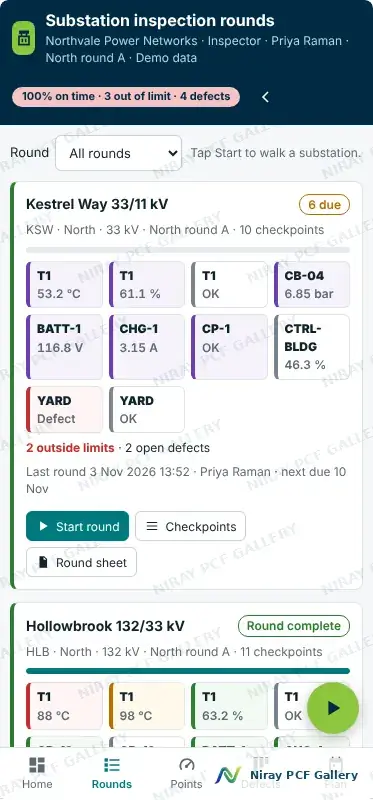 Substation inspection rounds
Northvale Power Networks · Inspector · Priya Raman ·
North round A · Demo data
100% on time · 3 out of limit · 4 defects
Round All rounds Tap Start to walk a substation.
Kestrel Way 33/11 kV 6 due
KSW · North · 33 kV · North round A · 10 checkpoints
T1 T1 T1 CB-04
53.2 °C 61.1 % OK 6.85 bar
BATT-1 CHG-1 CP-1 CTRL-
BLDG
116.8 V 3.15 A OK
46.3 %
YARD YARD
Defect OK
2 outside limits · 2 open defects
Last round 3 Nov 2026 13:52 · Priya Raman · next due 10
Nov
Start round Checkpoints
Round sheet
Hollowbrook 132/33 kV Round complete
HLB · North · 132 kV · North round A · 11 checkpoints
T1 T1 T1 T1
88 °C 98 °C 63.2 % OK
Home Rounds Points Defects Plan
Niray PCF Gallery
NIRAY PCF GALLERY